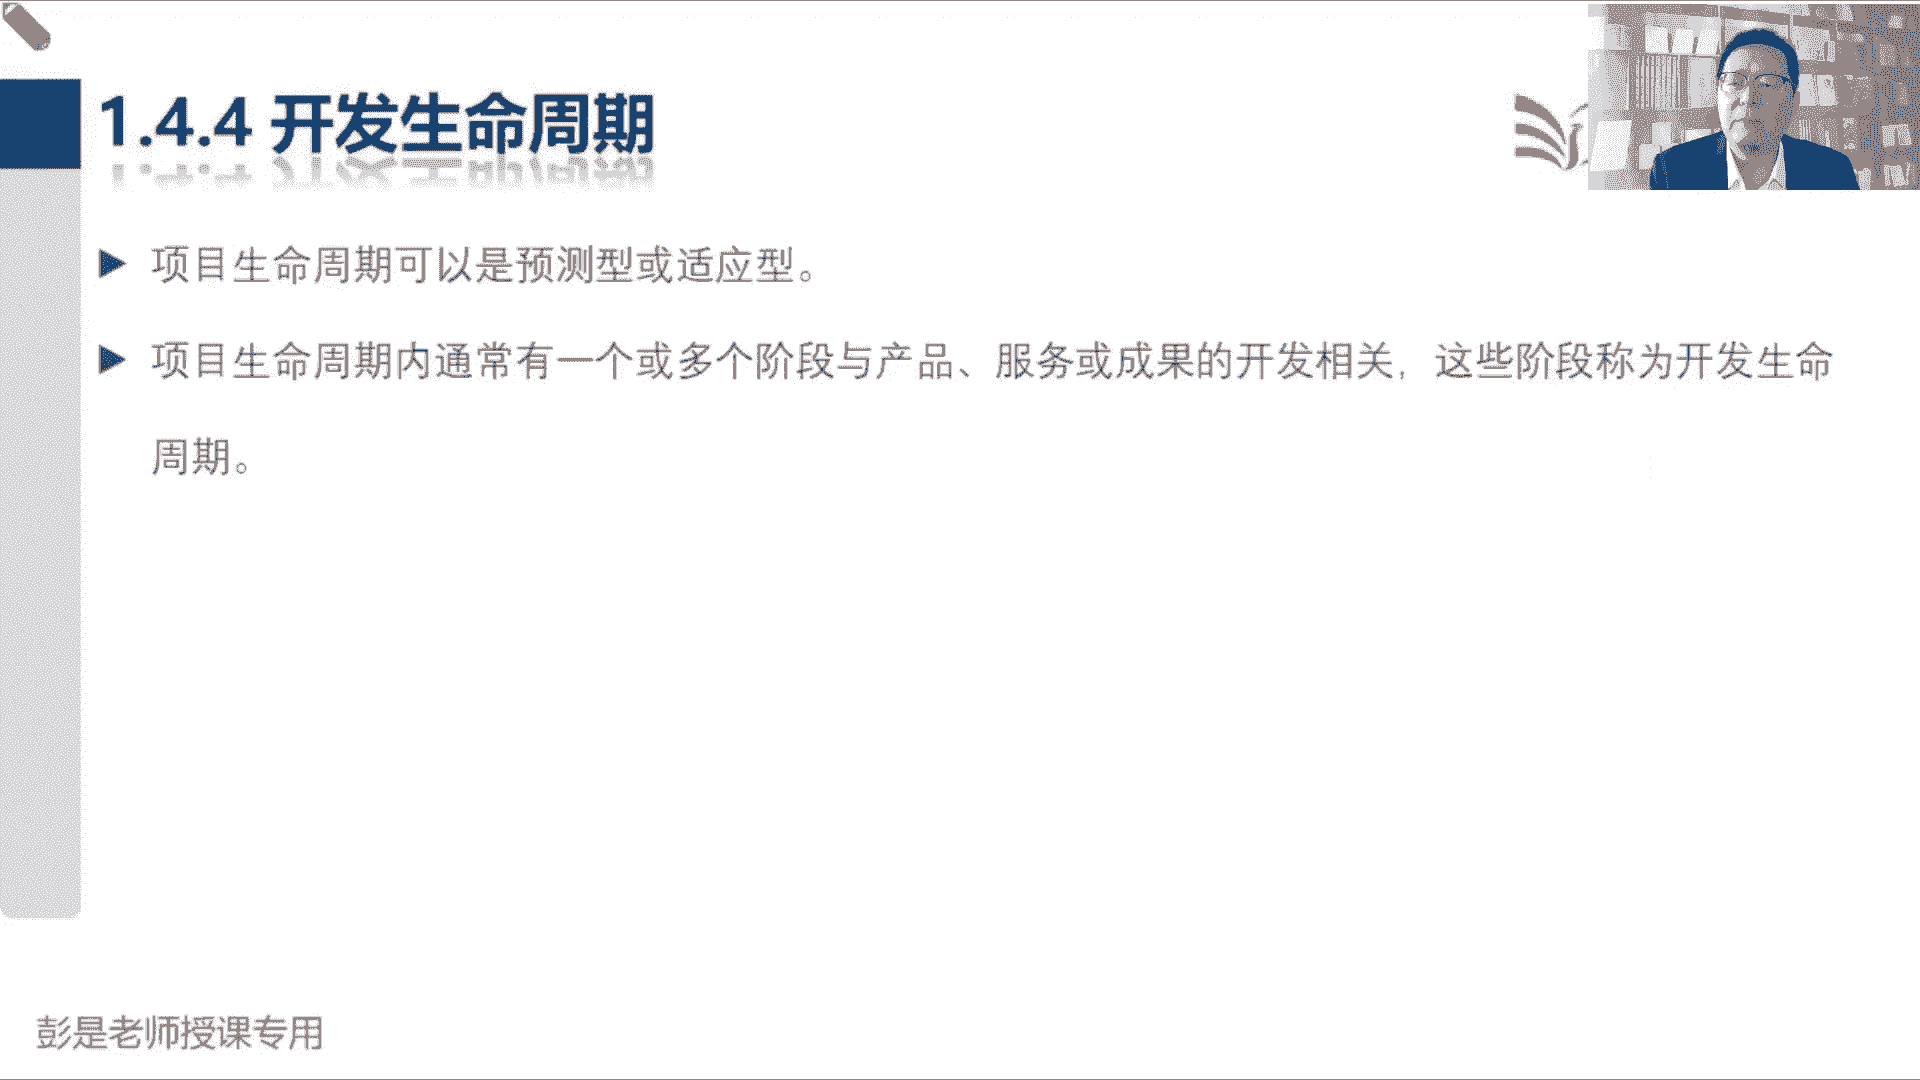 1.4.4 开发生命周期
项目生命周期可以是预测型或适应型。
项目生命周期内通常有一个或多个阶段与产品、服务或成果的开发相关，这些阶段称为开发生命
周期。
彭是老师授课专用